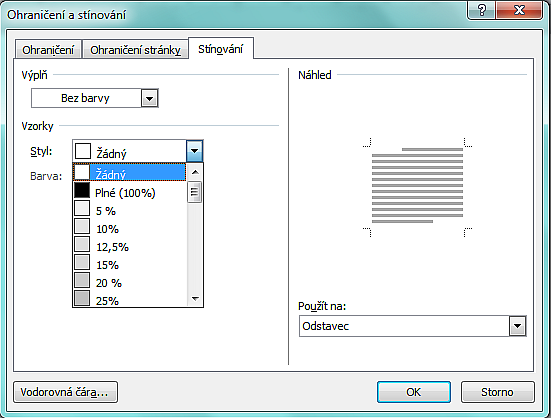 Ohraničení a stínování
Ohraničení
Ohraničení stránky
Stínování
Výplň
Bez barvy
Vzorky
Styl:
Žádný
Barva:
Žádný
Plné (100%)
5 %
10%
12,5%
15%
20 %
25%
Náhled
Použít na:
Odstavec
Vodorovná čára...
OK
Storno